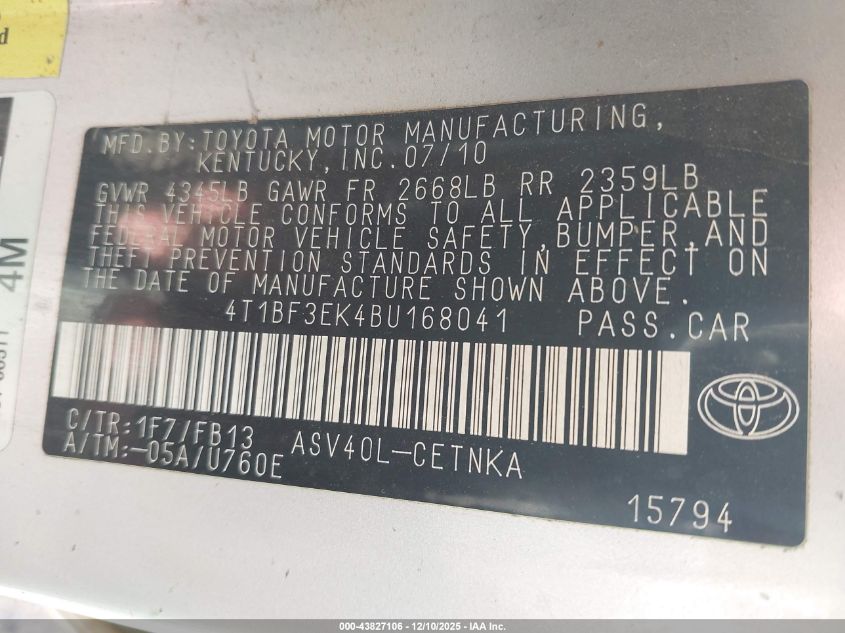 d
4M
MFD.BY:TOYOTA MOTOR MANUFACTURING,
KENTUCKY,INC.07/10
GVWR 4345LB GAWR FR 2668LB RR 2359LB
THIS VEHICLE CONFORMS TO ALL APPLICABLE
FEDERAL MOTOR VEHICLE SAFETY,BUMPER,AND
THEFT PREVENTION STANDARDS IN EFFECT ON
THE DATE OF MANUFACTURE SHOWN ABOVE.
4T1BF3EK4BU168041 PASS.CAR
C/TR:1F7/FB13
A/TM:-05A/U760E
ASV40L-CETNKA
15794
000-43827106 - 12/10/2025 - IAA Inc.